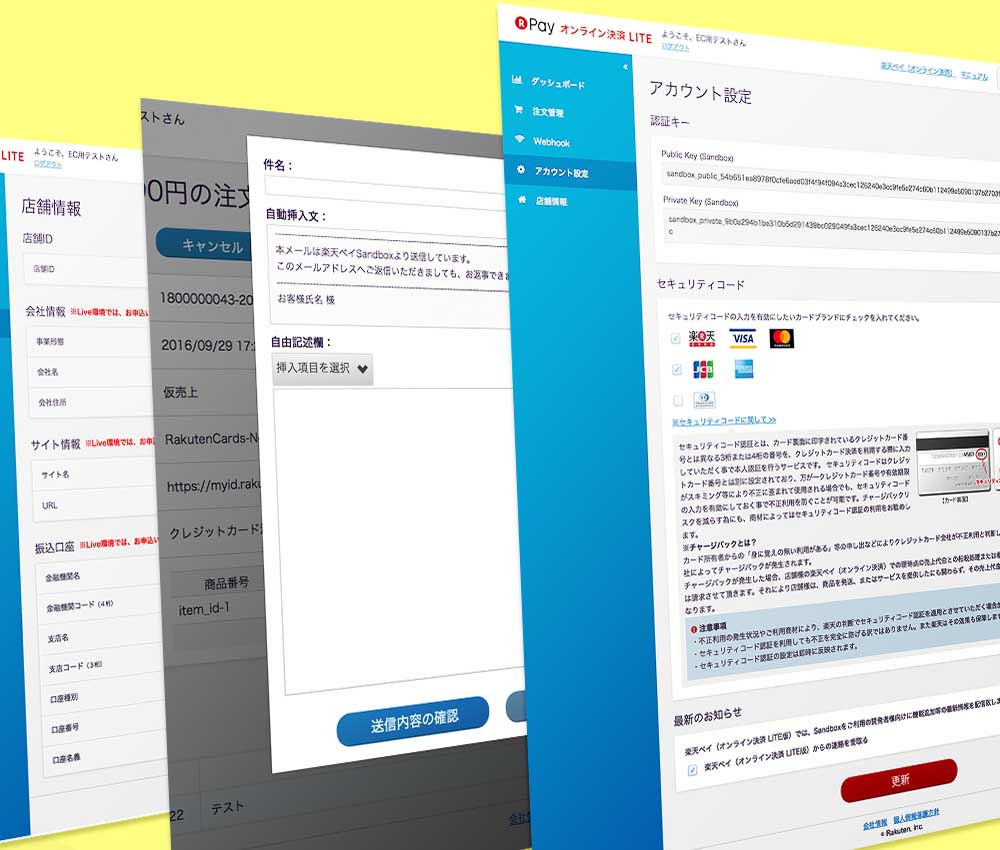 LITE
ようこそ、EC用テストさん
ログアウト
店舗情報
店舗ID
店舗ID
会社情報 ※Live環境では、お申込い
事業形態
会社名
会社住所
サイト情報 ※Live環境では、お申込
サイト名
URL
振込口座 ※Live環境では、お申込い
金融機関名
金融機関コード（4桁）
支店名
支店コード（3桁）
口座種別
口座番号
口座名義
ストさん
00円の注文
キャンセル
1800000043-20
2016/09/29 17:2
仮売上
RakutenCards-N
https://myid.raku
クレジットカード
商品番号
item_id-1
22
テスト
会社
件名：
自動挿入文：
本メールは楽天ペイSandboxより送信しています。
このメールアドレスへご返信いただきましても、お返事できま
お客様氏名 様
自由記述欄：
挿入項目を選択
送信内容の確認
R Pay オンライン決済 LITE
ようこそ、EC用テストさん
ログアウト
楽天ペイ（オンライン決済）
マニュアル
«
ダッシュボード
注文管理
Webhook
アカウント設定
店舗情報
アカウント設定
認証キー
Public Key (Sandbox)
Private Key (Sandbox)
セキュリティコード
セキュリティコードの入力を有効にしたいカードブランドにチェックを入れてください。
楽天
VISA
MasterCard
JCB
※セキュリティコードに関して >>
セキュリティコード認証とは、カード裏面に印字されているクレジットカード番
号とは異なる3桁または4桁の番号を、クレジットカード決済を利用する際に入力
していただく事で本人認証を行うサービスです。 セキュリティコードはクレジッ
トカード番号とは別に設定されており、万が一クレジットカード番号や有効期限
がスキミング等により不正に盗まれて使用される場合でも、セキュリティコード
の入力を有効にしておく事で不正利用を防ぐことが可能です。チャージバックリ
スクを減らす為にも、商材によってはセキュリティコード認証の利用をお勧めし
ます。
【カード裏面】
※チャージバックとは？
カード所有者からの「身に覚えの無い利用がある」等の申し出などによりクレジットカード会社が不正利用と判断し
社によってチャージバックが発生されます。
チャージバックが発生した場合、店舗様の楽天ペイ（オンライン決済）での現時点の売上代金との相殺処理または
は請求させて頂きます。それにより店舗様は、商品を発送、またはサービスを提供したにも関わらず、その売上代金
なります。
注意事項
・不正利用の発生状況やご利用商材により、楽天の判断でセキュリティコード認証を適用とさせていただく場合が
・セキュリティコード認証を利用しても不正を完全に防げる訳ではありません。また楽天はその効果も保障しま
・セキュリティコード認証の設定は即時に反映されます。
最新のお知らせ
楽天ペイ（オンライン決済 LITE版）では、Sandboxをご利用の開発者様向けに機能追加等の最新情報を配信致しま
楽天ペイ（オンライン決済 LITE版）からの連絡を受取る
更新
会社情報 個人情報保護方針
© Rakuten, Inc.